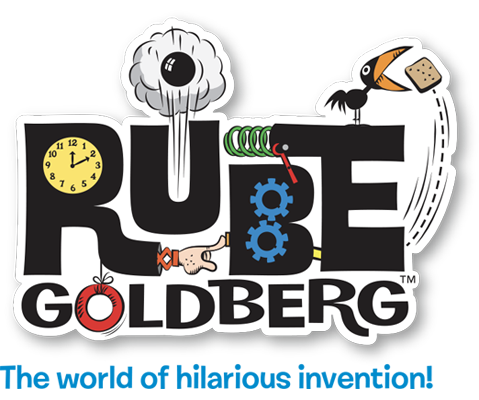 RUBE
GOLDBERG™
The world of hilarious invention!